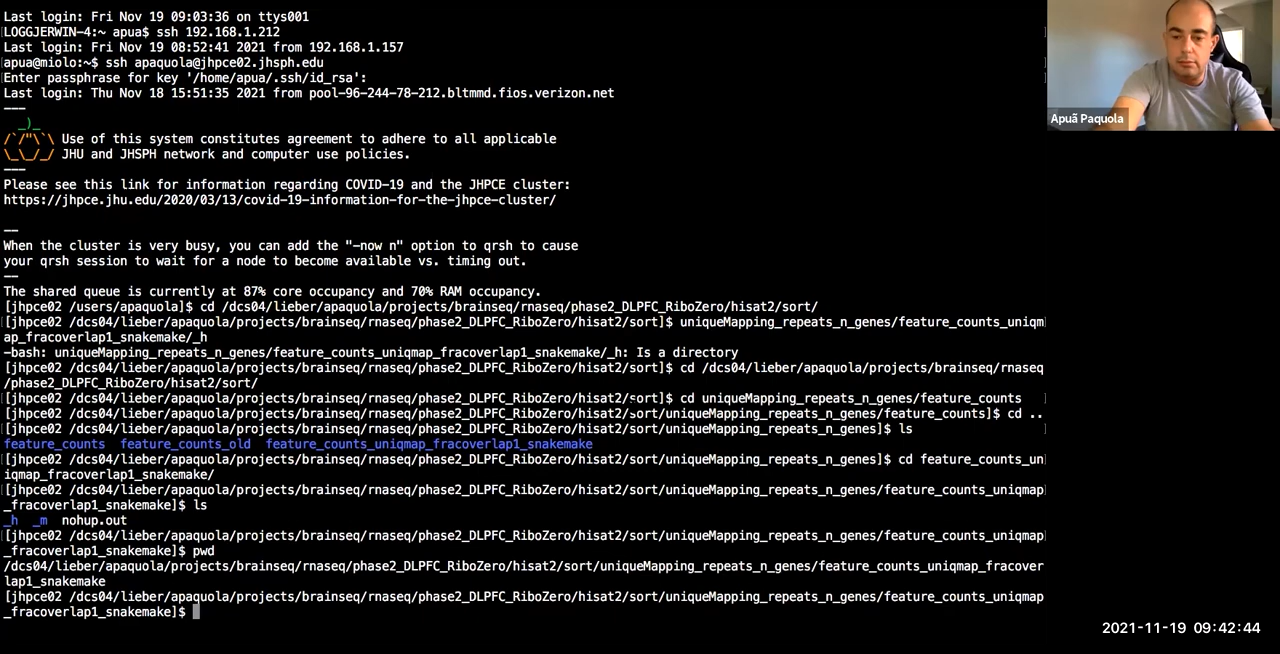 Last login: Fri Nov 19 09:03:36 on ttys001
[LOGGJERWIN-4:~ apua$ ssh 192.168.1.212 ]
Last login: Fri Nov 19 08:52:41 2021 from 192.168.1.157
[apua@miolo:~$ ssh apaquola@jhpce02.jhsph.edu ]
Enter passphrase for key '/home/apua/.ssh/id_rsa':
Last login: Thu Nov 18 15:51:35 2021 from pool-96-244-78-212.bltmmd.fios.verizon.net
---
_)_
/`/"\`\ Use of this system constitutes agreement to adhere to all applicable
\_\_/_/ JHU and JHSPH network and computer use policies.
---
Please see this link for information regarding COVID-19 and the JHPCE cluster:
https://jhpce.jhu.edu/2020/03/13/covid-19-information-for-the-jhpce-cluster/
--
When the cluster is very busy, you can add the "-now n" option to qrsh to cause
your qrsh session to wait for a node to become available vs. timing out.
--
The shared queue is currently at 87% core occupancy and 70% RAM occupancy.
[jhpce02 /users/apaquola]$ cd /dcs04/lieber/apaquola/projects/brainseq/rnaseq/phase2_DLPFC_RiboZero/hisat2/sort/
[[jhpce02 /dcs04/lieber/apaquola/projects/brainseq/rnaseq/phase2_DLPFC_RiboZero/hisat2/sort]$ uniqueMapping_repeats_n_genes/feature_counts_uniqm]
ap_fracoverlap1_snakemake/_h
-bash: uniqueMapping_repeats_n_genes/feature_counts_uniqmap_fracoverlap1_snakemake/_h: Is a directory
[jhpce02 /dcs04/lieber/apaquola/projects/brainseq/rnaseq/phase2_DLPFC_RiboZero/hisat2/sort]$ cd /dcs04/lieber/apaquola/projects/brainseq/rnaseq
/phase2_DLPFC_RiboZero/hisat2/sort/
[[jhpce02 /dcs04/lieber/apaquola/projects/brainseq/rnaseq/phase2_DLPFC_RiboZero/hisat2/sort]$ cd uniqueMapping_repeats_n_genes/feature_counts ]
[[jhpce02 /dcs04/lieber/apaquola/projects/brainseq/rnaseq/phase2_DLPFC_RiboZero/hisat2/sort/uniqueMapping_repeats_n_genes/feature_counts]$ cd ..
[[jhpce02 /dcs04/lieber/apaquola/projects/brainseq/rnaseq/phase2_DLPFC_RiboZero/hisat2/sort/uniqueMapping_repeats_n_genes]$ ls ]
feature_counts feature_counts_old feature_counts_uniqmap_fracoverlap1_snakemake
[[jhpce02 /dcs04/lieber/apaquola/projects/brainseq/rnaseq/phase2_DLPFC_RiboZero/hisat2/sort/uniqueMapping_repeats_n_genes]$ cd feature_counts_un]
iqmap_fracoverlap1_snakemake/
[[jhpce02 /dcs04/lieber/apaquola/projects/brainseq/rnaseq/phase2_DLPFC_RiboZero/hisat2/sort/uniqueMapping_repeats_n_genes/feature_counts_uniqmap]
_fracoverlap1_snakemake]$ ls
_h _m nohup.out
[[jhpce02 /dcs04/lieber/apaquola/projects/brainseq/rnaseq/phase2_DLPFC_RiboZero/hisat2/sort/uniqueMapping_repeats_n_genes/feature_counts_uniqmap]
_fracoverlap1_snakemake]$ pwd
/dcs04/lieber/apaquola/projects/brainseq/rnaseq/phase2_DLPFC_RiboZero/hisat2/sort/uniqueMapping_repeats_n_genes/feature_counts_uniqmap_fracover
lap1_snakemake
[jhpce02 /dcs04/lieber/apaquola/projects/brainseq/rnaseq/phase2_DLPFC_RiboZero/hisat2/sort/uniqueMapping_repeats_n_genes/feature_counts_uniqmap
_fracoverlap1_snakemake]$
Apuã Paquola
2021-11-19 09:42:44